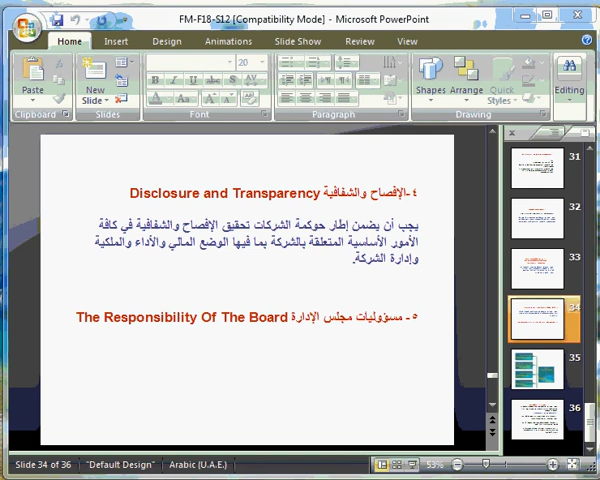 FM-F18-S12 [Compatibility Mode] - Microsoft PowerPoint
Home Insert Design Animations Slide Show Review View
Paste
New Slide
20
B I U abc S AV
Aa A A A
Shapes Arrange Quick Styles
Editing
Clipboard Slides Font Paragraph Drawing
٤-الإفصاح والشفافية Disclosure and Transparency
يجب أن يضمن إطار حوكمة الشركات تحقيق الإفصاح والشفافية في كافة
الأمور الأساسية المتعلقة بالشركة بما فيها الوضع المالي والأداء والملكية
وإدارة الشركة.
٥- مسؤوليات مجلس الإدارة The Responsibility Of The Board
31
32
33
34
35
36
Slide 34 of 36 "Default Design" Arabic (U.A.E.) 53%